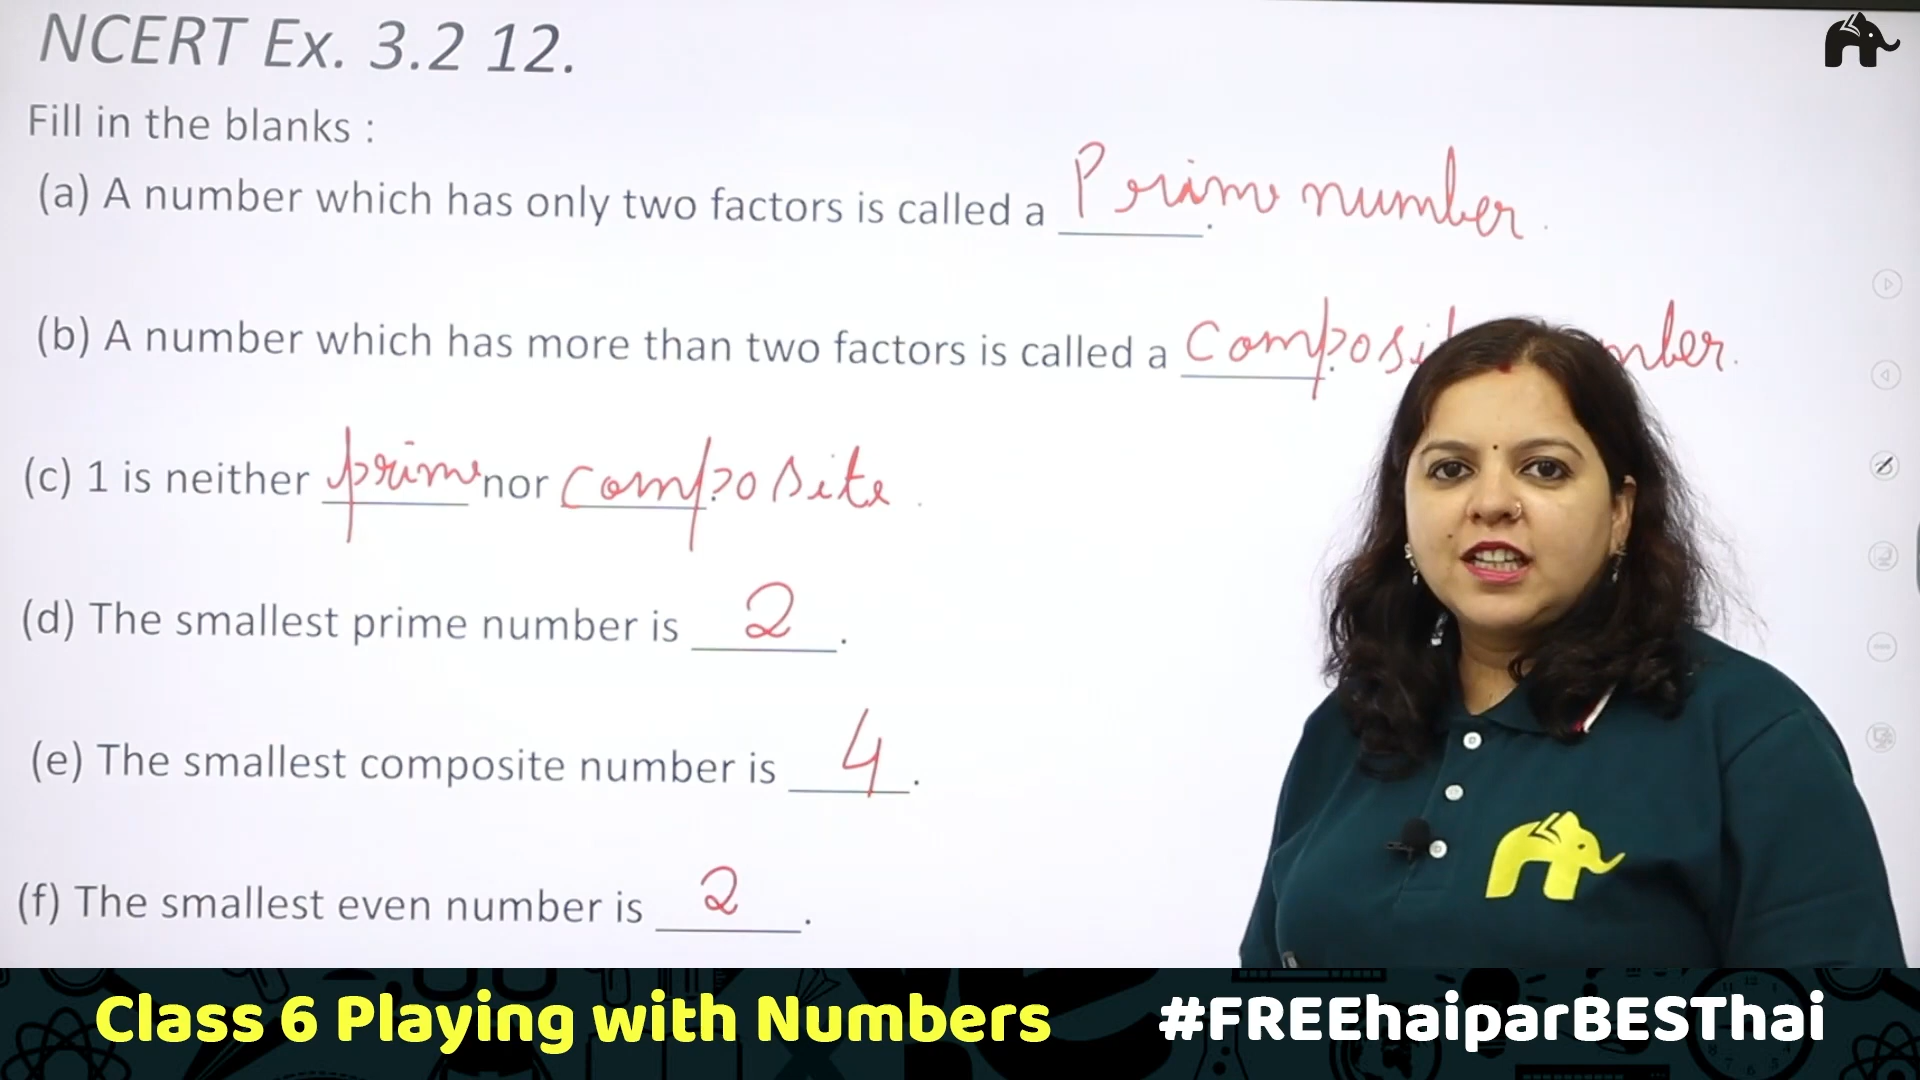 NCERT Ex. 3.2 12.
Fill in the blanks :
(a) A number which has only two factors is called a Prime number.
(b) A number which has more than two factors is called a
(c) 1 is neither prime nor composite.
(d) The smallest prime number is 2.
(e) The smallest composite number is 4.
(f) The smallest even number is 2.
Class 6 Playing with Numbers #FREEhaiparBESThai